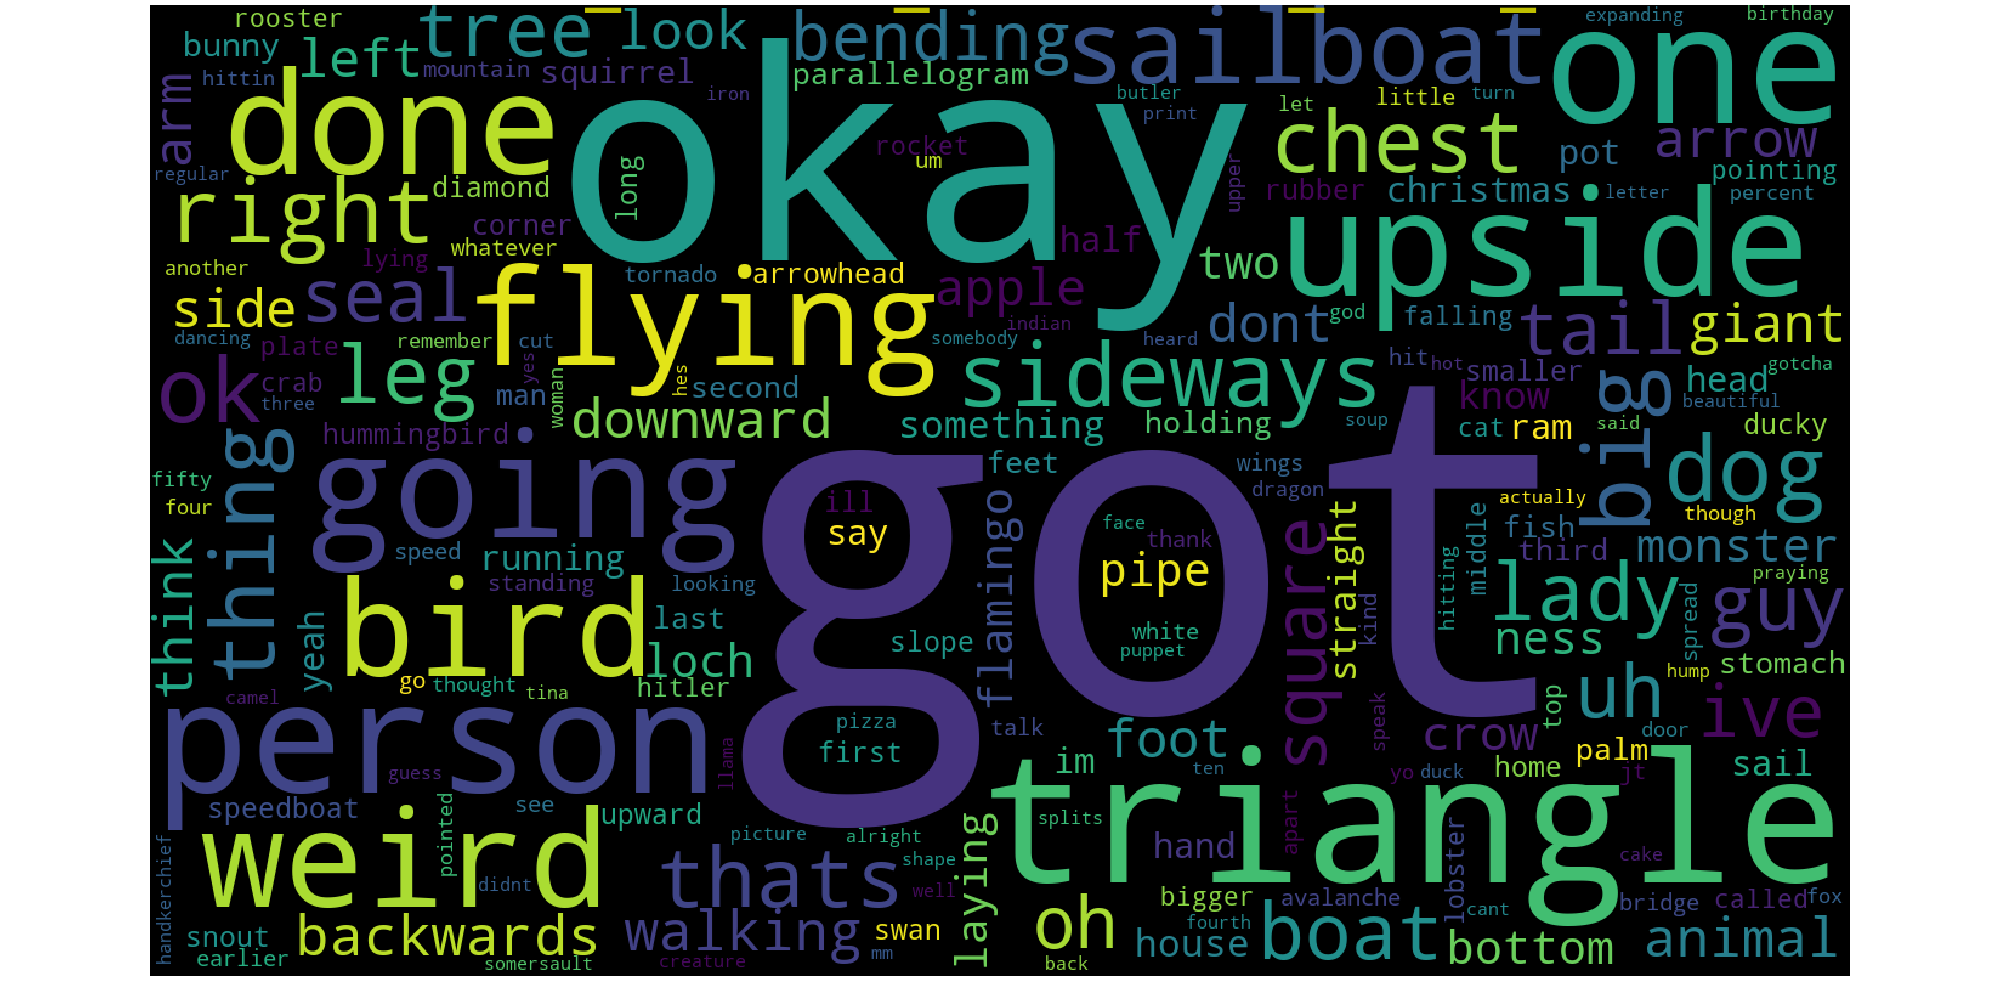 rooster
tree
look
bending
sailboat
expanding
birthday
bunny
left
mountain
squirrel
parallelogram
one
hittin
arm
iron
butler
print
let
little
turn
done
okay
chest
pot
arrow
rocket
um
regular
right
diamond
long
upper
rubber
christmas
letter
pointing
percent
corner
whatever
half
two
upside
another
lying
tornado
arrowhead
apple
side
seal
flying
indian
dont
god
falling
tail
giant
dancing
plate
remember
cut
somebody
heard
hit
hot
smaller
gotcha
ok
crab
three
leg
man
yes
woman
hes
second
sideways
know
big
head
beautiful
hummingbird
downward
something
holding
soup
cat
ram
said
ducky
thing
going
got
feet
wings
dragon
dog
fifty
four
ill
say
flamingo
face
thank
straight
middle
actually
though
fish
third
monster
think
speed
running
standing
looking
pipe
square
kind
hitting
lady
praying
guy
yeah
bird
last
loch
slope
white
puppet
ness
spread
stomach
hump
camel
go
thought
tina
hitler
uh
ive
person
pizza
first
talk
foot
speak
crow
top
door
palm
guess
llama
im
ten
triangle
yo
duck
home
jt
sail
speedboat
pointed
see
upward
picture
alright
splits
hand
apart
weird
thats
shape
well
laying
lobster
cake
didnt
handkerchief
bigger
avalanche
cant
bridge
called
fox
snout
backwards
walking
swan
oh
fourth
house
boat
bottom
animal
earlier
somersault
creature
mm
back